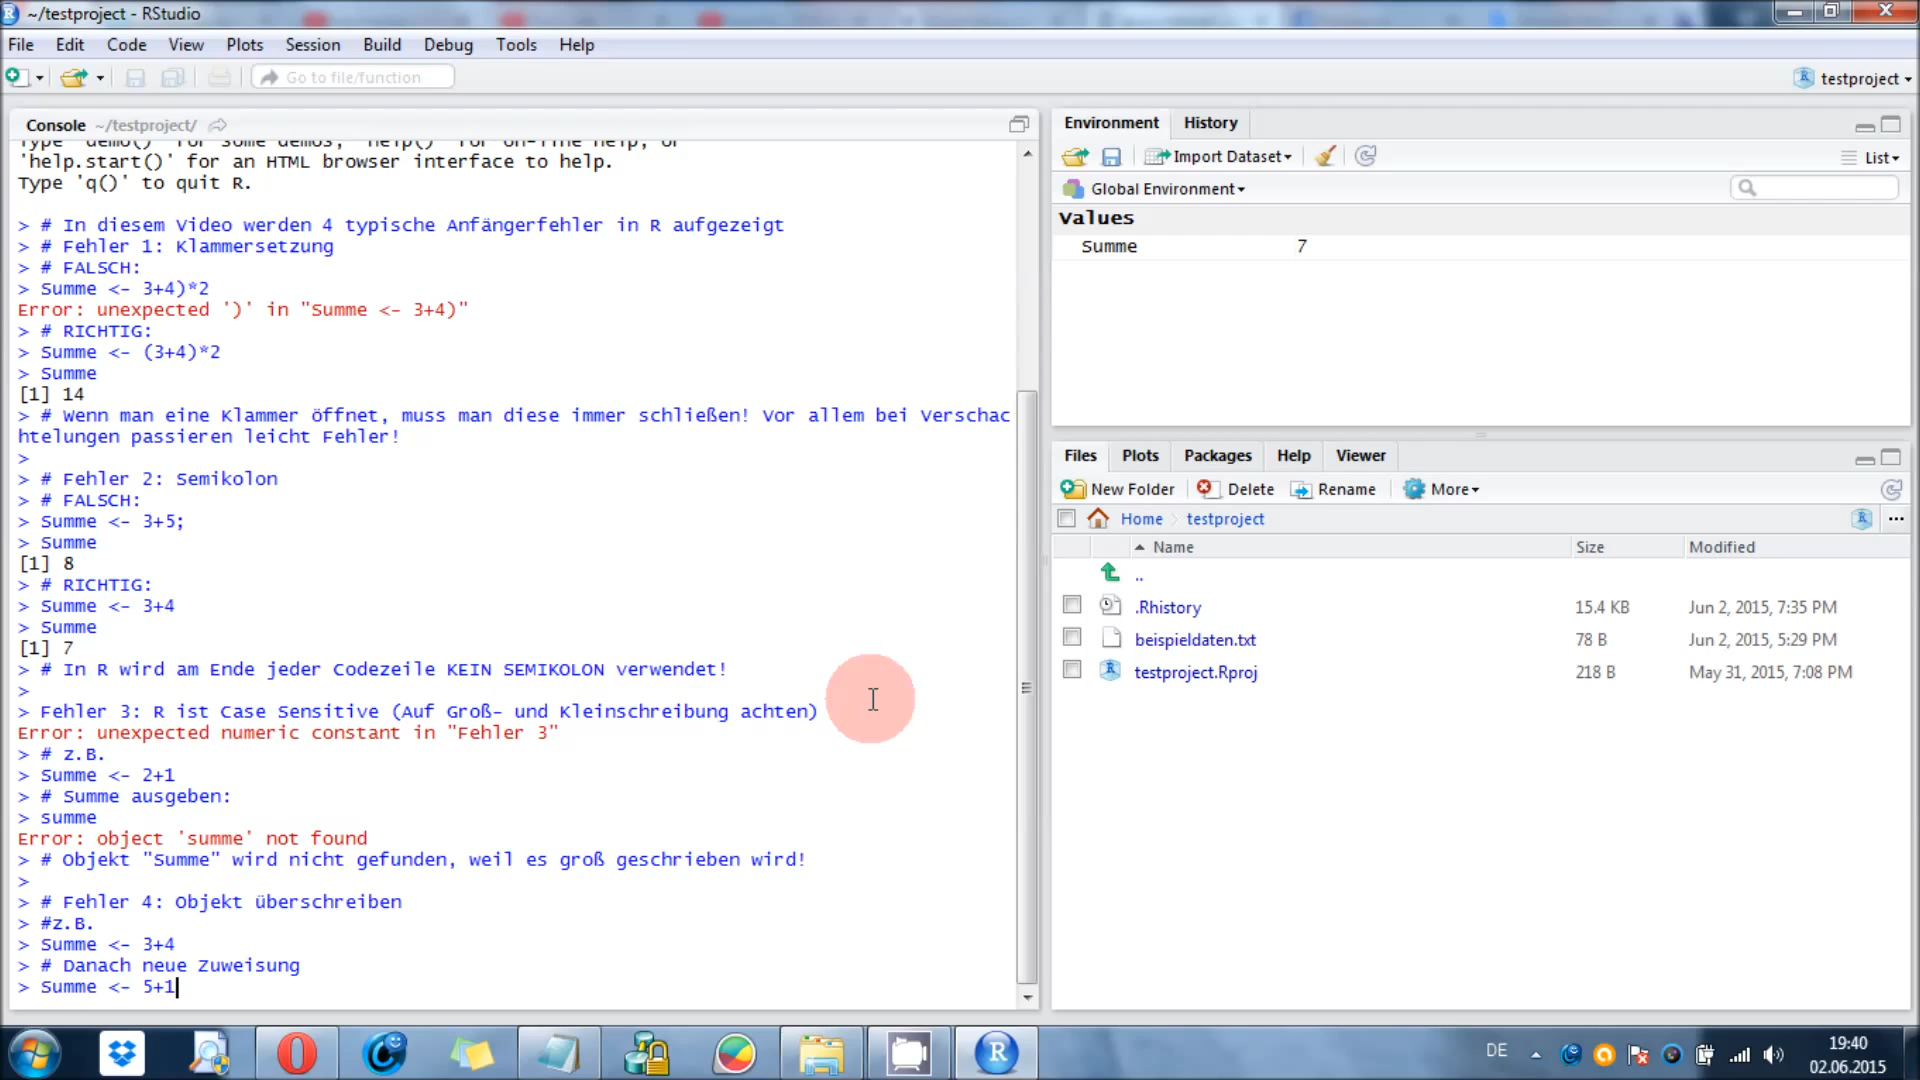 ~/testproject - RStudio
File Edit Code View Plots Session Build Debug Tools Help
Go to file/function
testproject
Console ~/testproject/
Type 'demo()' for some demos, 'help()' for on-line help, or
'help.start()' for an HTML browser interface to help.
Type 'q()' to quit R.
> # In diesem Video werden 4 typische Anfängerfehler in R aufgezeigt
> # Fehler 1: Klammersetzung
> # FALSCH:
> Summe <- 3+4)*2
Error: unexpected ')' in "Summe <- 3+4)"
> # RICHTIG:
> Summe <- (3+4)*2
> Summe
[1] 14
> # Wenn man eine Klammer öffnet, muss man diese immer schließen! Vor allem bei Verschac
htelungen passieren leicht Fehler!
>
> # Fehler 2: Semikolon
> # FALSCH:
> Summe <- 3+5;
> Summe
[1] 8
> # RICHTIG:
> Summe <- 3+4
> Summe
[1] 7
> # In R wird am Ende jeder Codezeile KEIN SEMIKOLON verwendet!
>
> Fehler 3: R ist Case Sensitive (Auf Groß- und Kleinschreibung achten)
Error: unexpected numeric constant in "Fehler 3"
> # z.B.
> Summe <- 2+1
> # Summe ausgeben:
> summe
Error: object 'summe' not found
> # Objekt "Summe" wird nicht gefunden, weil es groß geschrieben wird!
>
> # Fehler 4: Objekt überschreiben
> #z.B.
> Summe <- 3+4
> # Danach neue Zuweisung
> Summe <- 5+1
Environment History
Import Dataset List
Global Environment
Values
Summe 7
Files Plots Packages Help Viewer
New Folder Delete Rename More
Home testproject ...
Name Size Modified
..
.Rhistory 15.4 KB Jun 2, 2015, 7:35 PM
beispieldaten.txt 78 B Jun 2, 2015, 5:29 PM
testproject.Rproj 218 B May 31, 2015, 7:08 PM
DE
19:40
02.06.2015